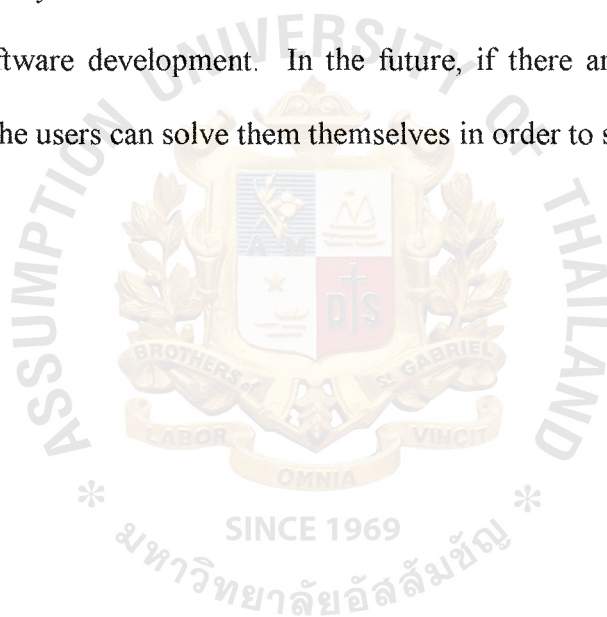 ftware development. In the future, if there ar
he users can solve them themselves in order to s
ASSUMPTION UNIVERSITY OF THAILAND
A M
D S
BROTHERS of St GABRIEL
LABOR
OMNIA
VINCIT
SINCE 1969
* มหาวิทยาลัยอัสสัมชัญ *